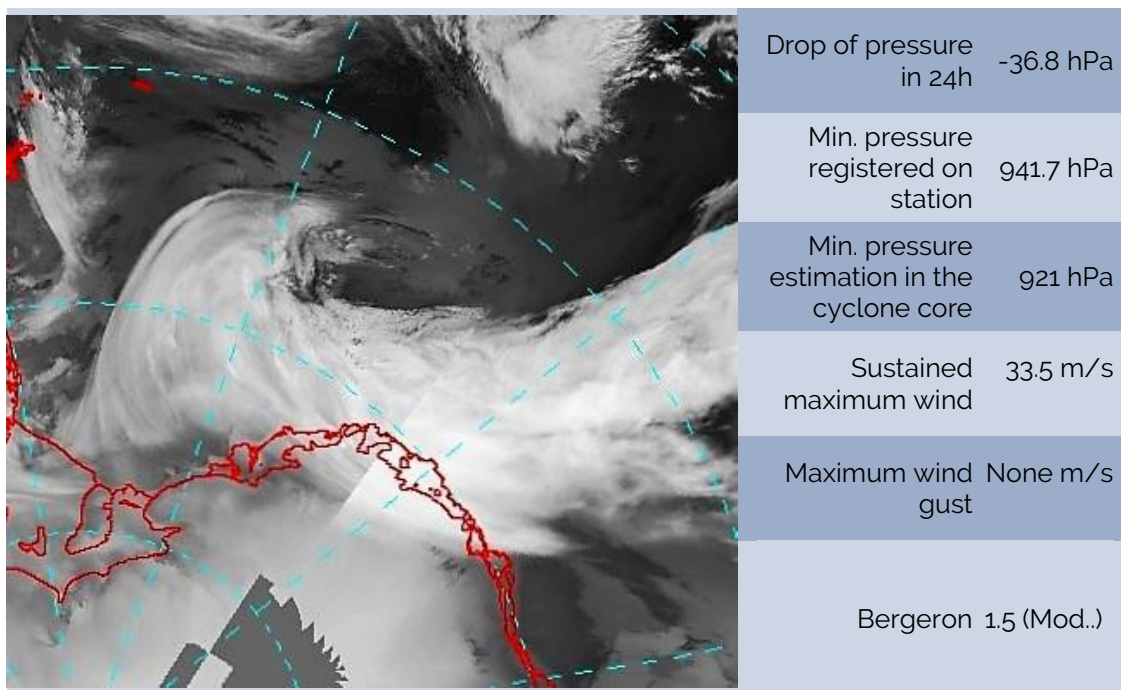 Drop of pressure
in 24h
-36.8 hPa
Min. pressure
registered on
station
941.7 hPa
Min. pressure
estimation in the
cyclone core
921 hPa
Sustained
maximum wind
33.5 m/s
Maximum wind
gust
None m/s
Bergeron
1.5 (Mod..)